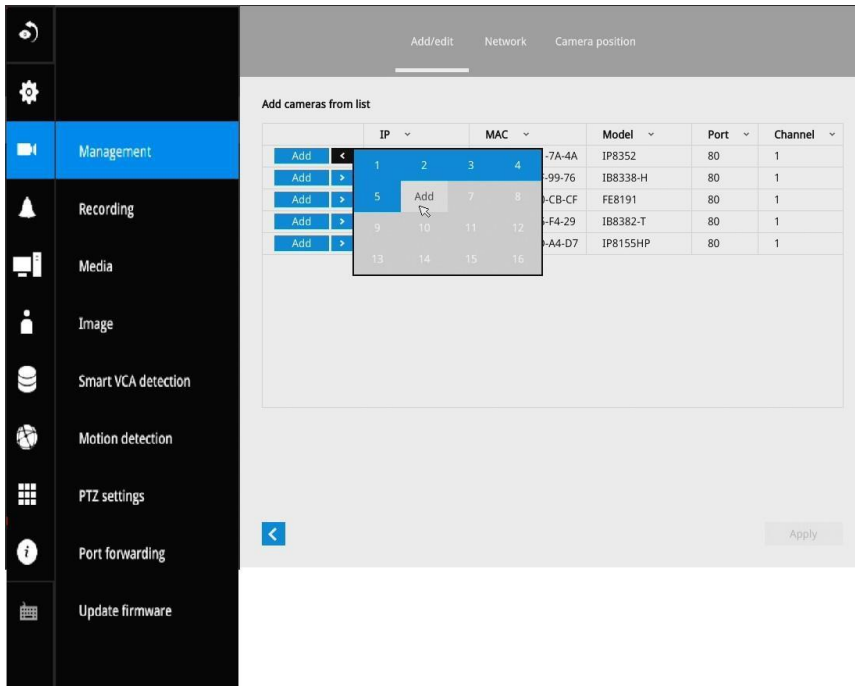 Add/edit Network Camera position
Add cameras from list
IP MAC Model Port Channel
Add -7A-4A IP8352 80 1
Add -99-76 IB8338-H 80 1
Add -CB-CF FE8191 80 1
Add -F4-29 IB8382-T 80 1
Add -A4-D7 IP8155HP 80 1
1 2 3 4
5 Add 7 8
9 10 11 12
13 14 15 16
Management
Recording
Media
Image
Smart VCA detection
Motion detection
PTZ settings
Port forwarding
Update firmware
Apply